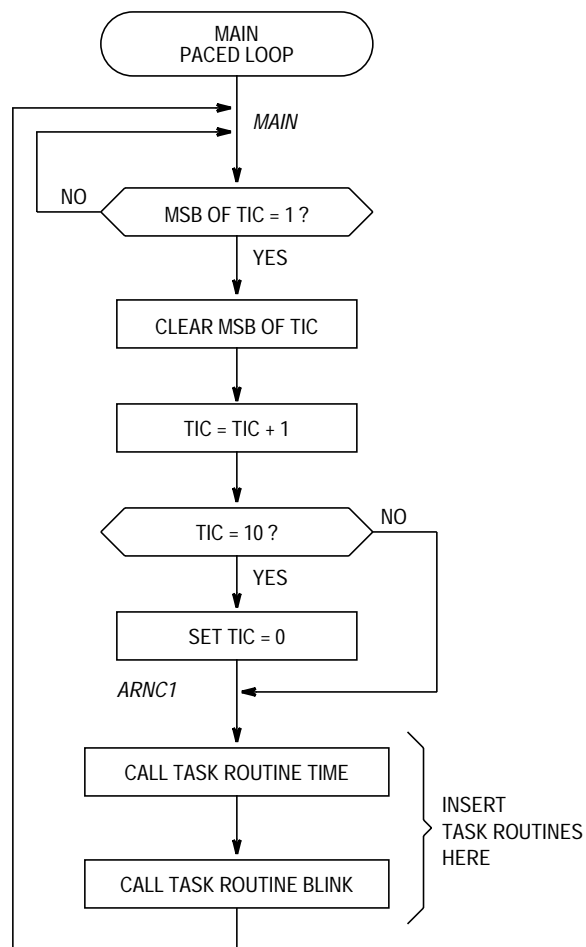 MAIN
PACED LOOP
MAIN
NO
MSB OF TIC = 1 ?
YES
CLEAR MSB OF TIC
TIC = TIC + 1
TIC = 10 ?
NO
YES
SET TIC = 0
ARNC1
CALL TASK ROUTINE TIME
CALL TASK ROUTINE BLINK
INSERT
TASK ROUTINES
HERE